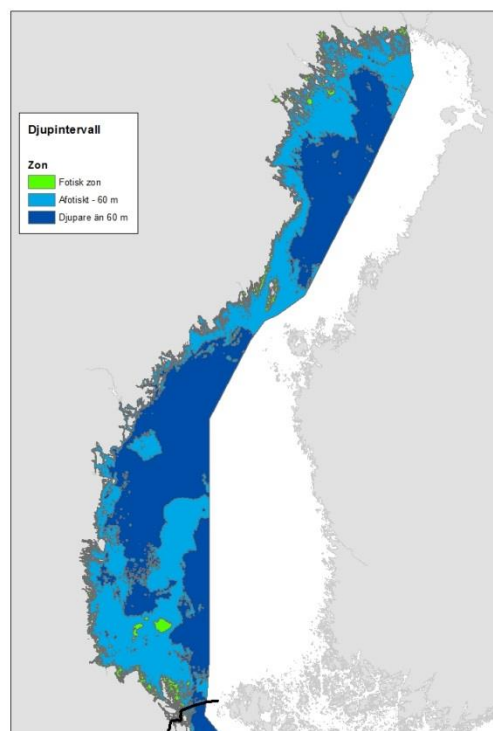 Djupintervall
Zon
Fotisk zon
Afotiskt - 60 m
Djupare än 60 m